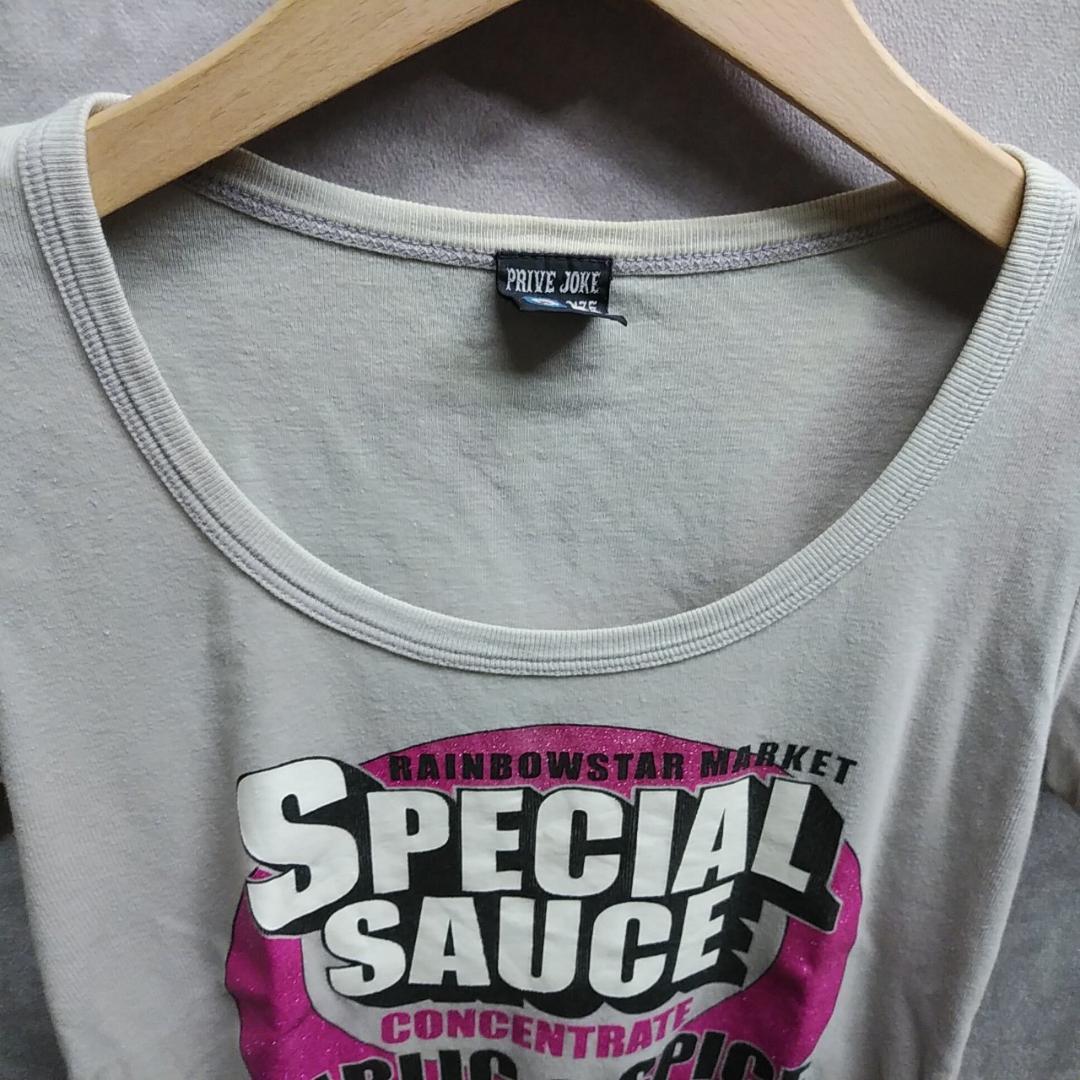 PRIVE JOKE
RAINBOWSTAR MARKET
SPECIAL
SAUCE
CONCENTRATE